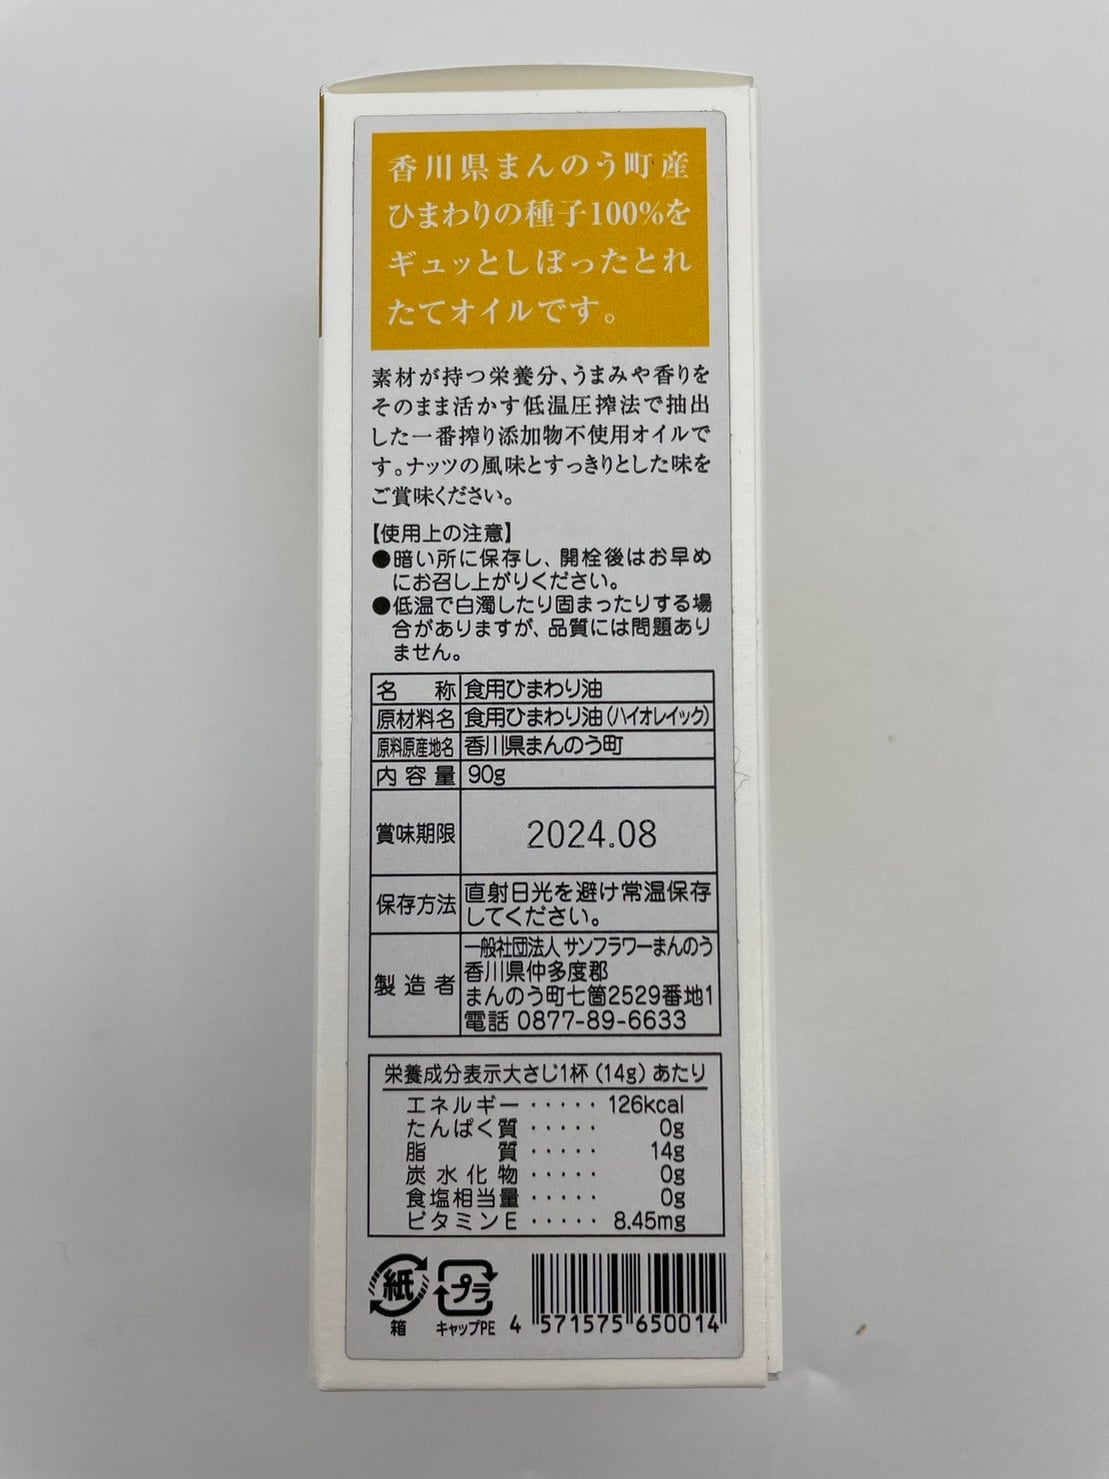 香川県まんのう町産
ひまわりの種子100%を
ギュッとしぼったとれ
たてオイルです。
素材が持つ栄養分、うまみや香りを
そのまま活かす低温圧搾法で抽出
した一番搾り添加物不使用オイルで
す。ナッツの風味とすっきりとした味を
ご賞味ください。
【使用上の注意】
●暗い所に保存し、開栓後はお早め
にお召し上がりください。
●低温で白濁したり固まったりする場
合がありますが、品質には問題あり
ません。
名称 食用ひまわり油
原材料名 食用ひまわり油(ハイオレイック)
原料原産地名 香川県まんのう町
内容量 90g
賞味期限 2024.08
保存方法 直射日光を避け常温保存
してください。
製造者 一般社団法人 サンフラワーまんのう
香川県仲多度郡
まんのう町七箇2529番地1
電話 0877-89-6633
栄養成分表示大さじ1杯(14g)あたり
エネルギー・・・・・126kcal
たんぱく質・・・・・0g
脂質・・・・・14g
炭水化物・・・・・0g
食塩相当量・・・・・0g
ビタミンE・・・・・8.45mg
紙
箱
プラ
キャップPE
4 571575 650014